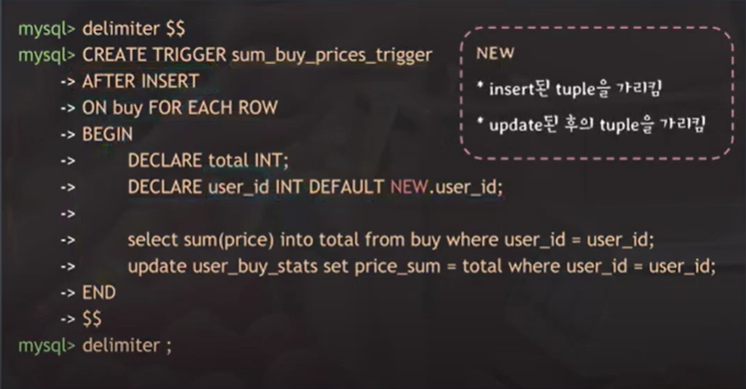 mysql> delimiter $$
mysql> CREATE TRIGGER sum_buy_prices_trigger
-> AFTER INSERT
-> ON buy FOR EACH ROW
-> BEGIN
-> DECLARE total INT;
-> DECLARE user_id INT DEFAULT NEW.user_id;
->
-> select sum(price) into total from buy where user_id = user_id;
-> update user_buy_stats set price_sum = total where user_id = user_id;
-> END
-> $$
mysql> delimiter ;
NEW
* insert된 tuple을 가리킴
* update된 후의 tuple을 가리킴